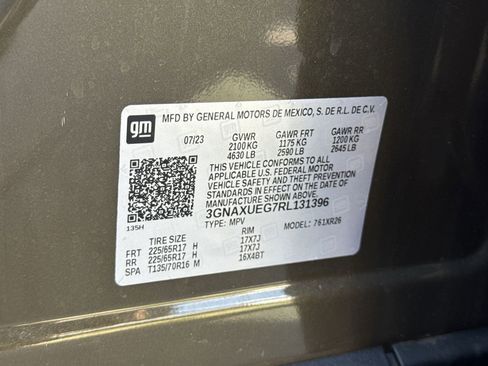 MFD BY GENERAL MOTORS DE MEXICO, S. DE R.L. DE C.V.
gm
07/23 GVWR GAWR FRT GAWR RR
2100 KG 1175 KG 1200 KG
4630 LB 2590 LB 2645 LB
THIS VEHICLE CONFORMS TO ALL
APPLICABLE U.S. FEDERAL MOTOR
VEHICLE SAFETY AND THEFT PREVENTION
STANDARDS IN EFFECT ON THE DATE OF
MANUFACTURE SHOWN ABOVE.
3GNAXUEG7RL131396
135H TYPE: MPV MODEL: 761XR26
TIRE SIZE RIM
FRT 225/65R17 H 17X7J
RR 225/65R17 H 17X7J
SPA T135/70R16 M 16X4BT